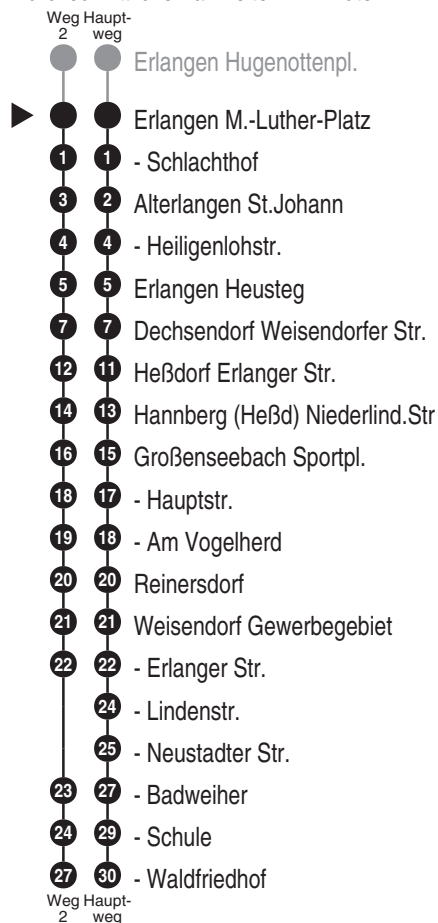 Weg Haupt-
2 weg
Erlangen Hugenottenpl.
Erlangen M.-Luther-Platz
1 1 - Schlachthof
3 2 Alterlangen St.Johann
4 4 - Heiligenlohstr.
5 5 Erlangen Heusteg
7 7 Dechsendorf Weisendorfer Str.
12 11 Heßdorf Erlanger Str.
14 13 Hannberg (Heßd) Niederlind.Str
16 15 Großenseebach Sportpl.
18 17 - Hauptstr.
19 18 - Am Vogelherd
20 20 Reinersdorf
21 21 Weisendorf Gewerbegebiet
22 22 - Erlanger Str.
24 - Lindenstr.
25 - Neustadter Str.
23 27 - Badweiher
24 29 - Schule
27 30 - Waldfriedhof
Weg Haupt-
2 weg